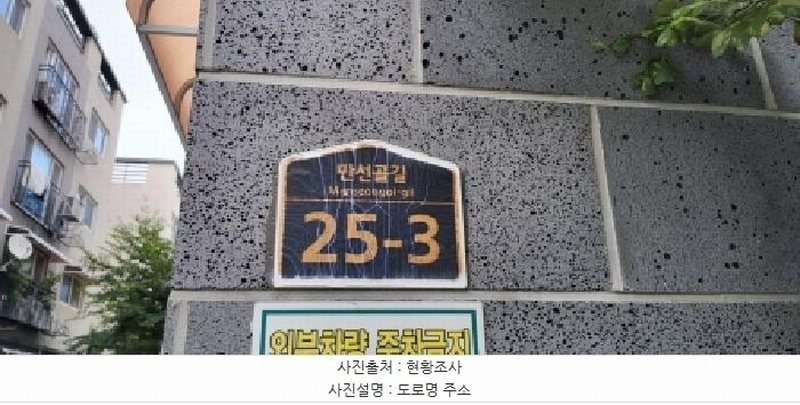 만선골길
Manseongol-gil
25-3
외부차량 주차금지
사진출처 : 현황조사
사진설명 : 도로명 주소